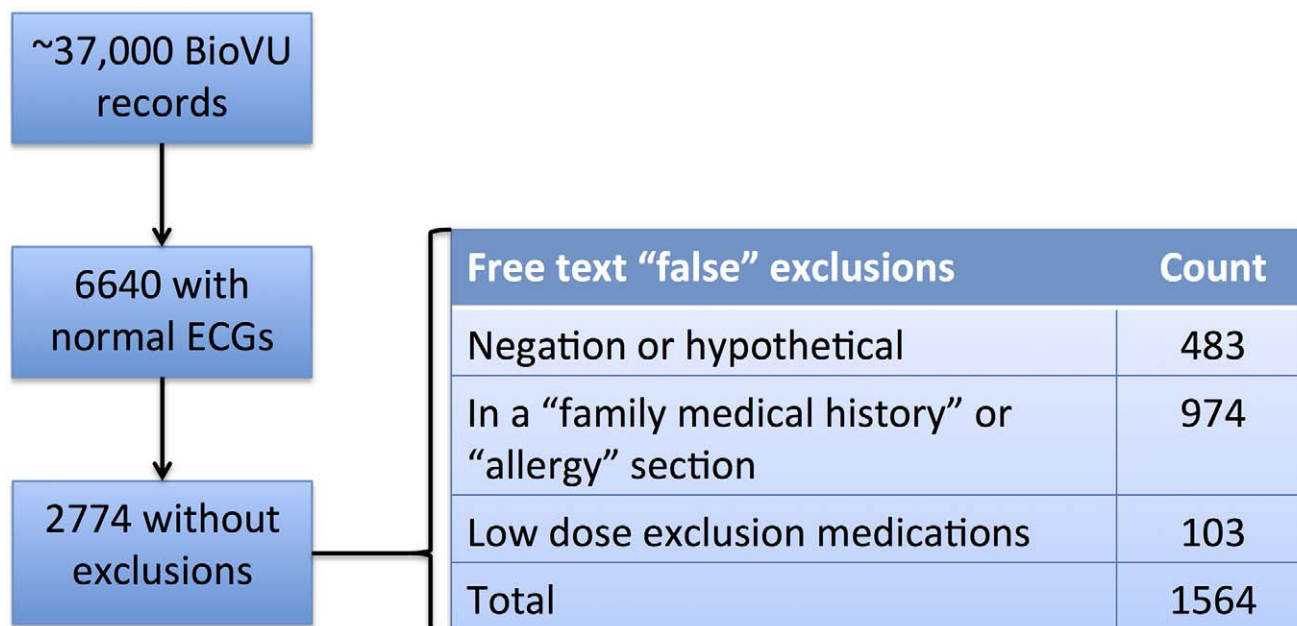 ~37,000 BioVU
records
6640 with
normal ECGs
2774 without
exclusions
Free text “false” exclusions Count
Negation or hypothetical 483
In a “family medical history” or 974
“allergy” section
Low dose exclusion medications 103
Total 1564